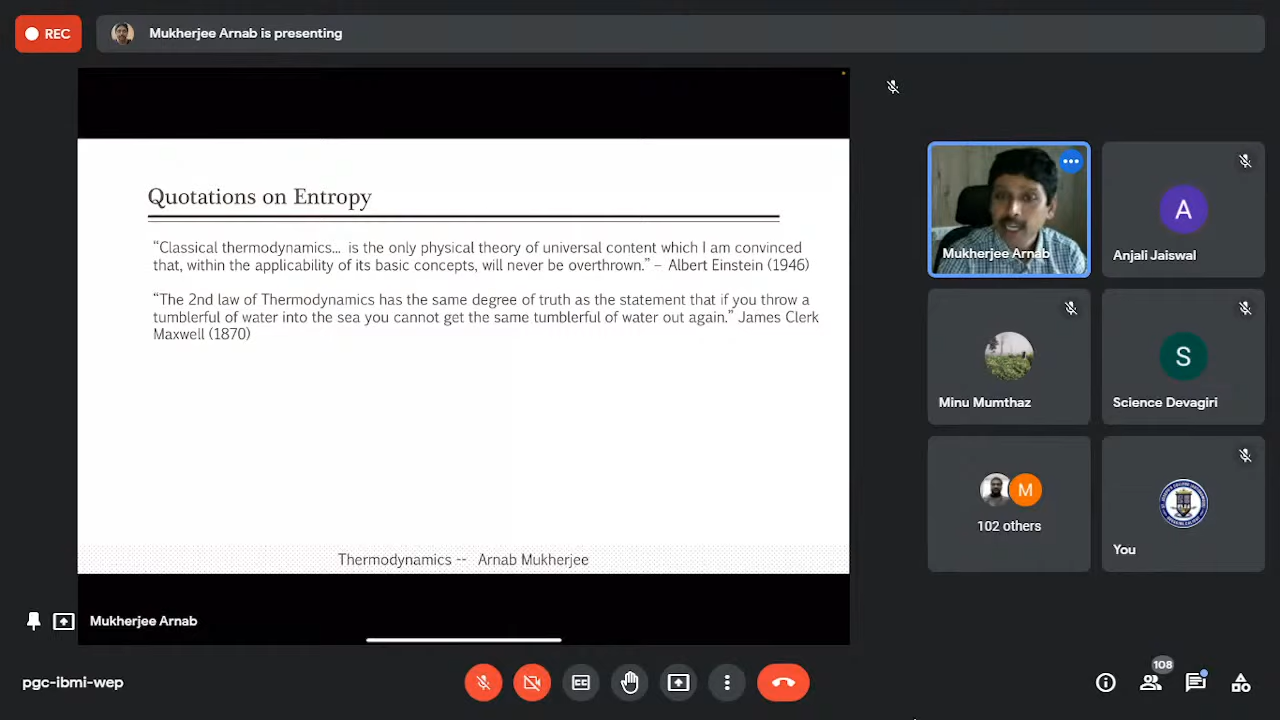 REC
Mukherjee Arnab is presenting
Quotations on Entropy
“Classical thermodynamics... is the only physical theory of universal content which I am convinced
that, within the applicability of its basic concepts, will never be overthrown.” – Albert Einstein (1946)
“The 2nd law of Thermodynamics has the same degree of truth as the statement that if you throw a
tumblerful of water into the sea you cannot get the same tumblerful of water out again.” James Clerk
Maxwell (1870)
Thermodynamics -- Arnab Mukherjee
Mukherjee Arnab
A
Anjali Jaiswal
Minu Mumthaz
S
Science Devagiri
M
102 others
You
Mukherjee Arnab
pgc-ibmi-wep
CC
108